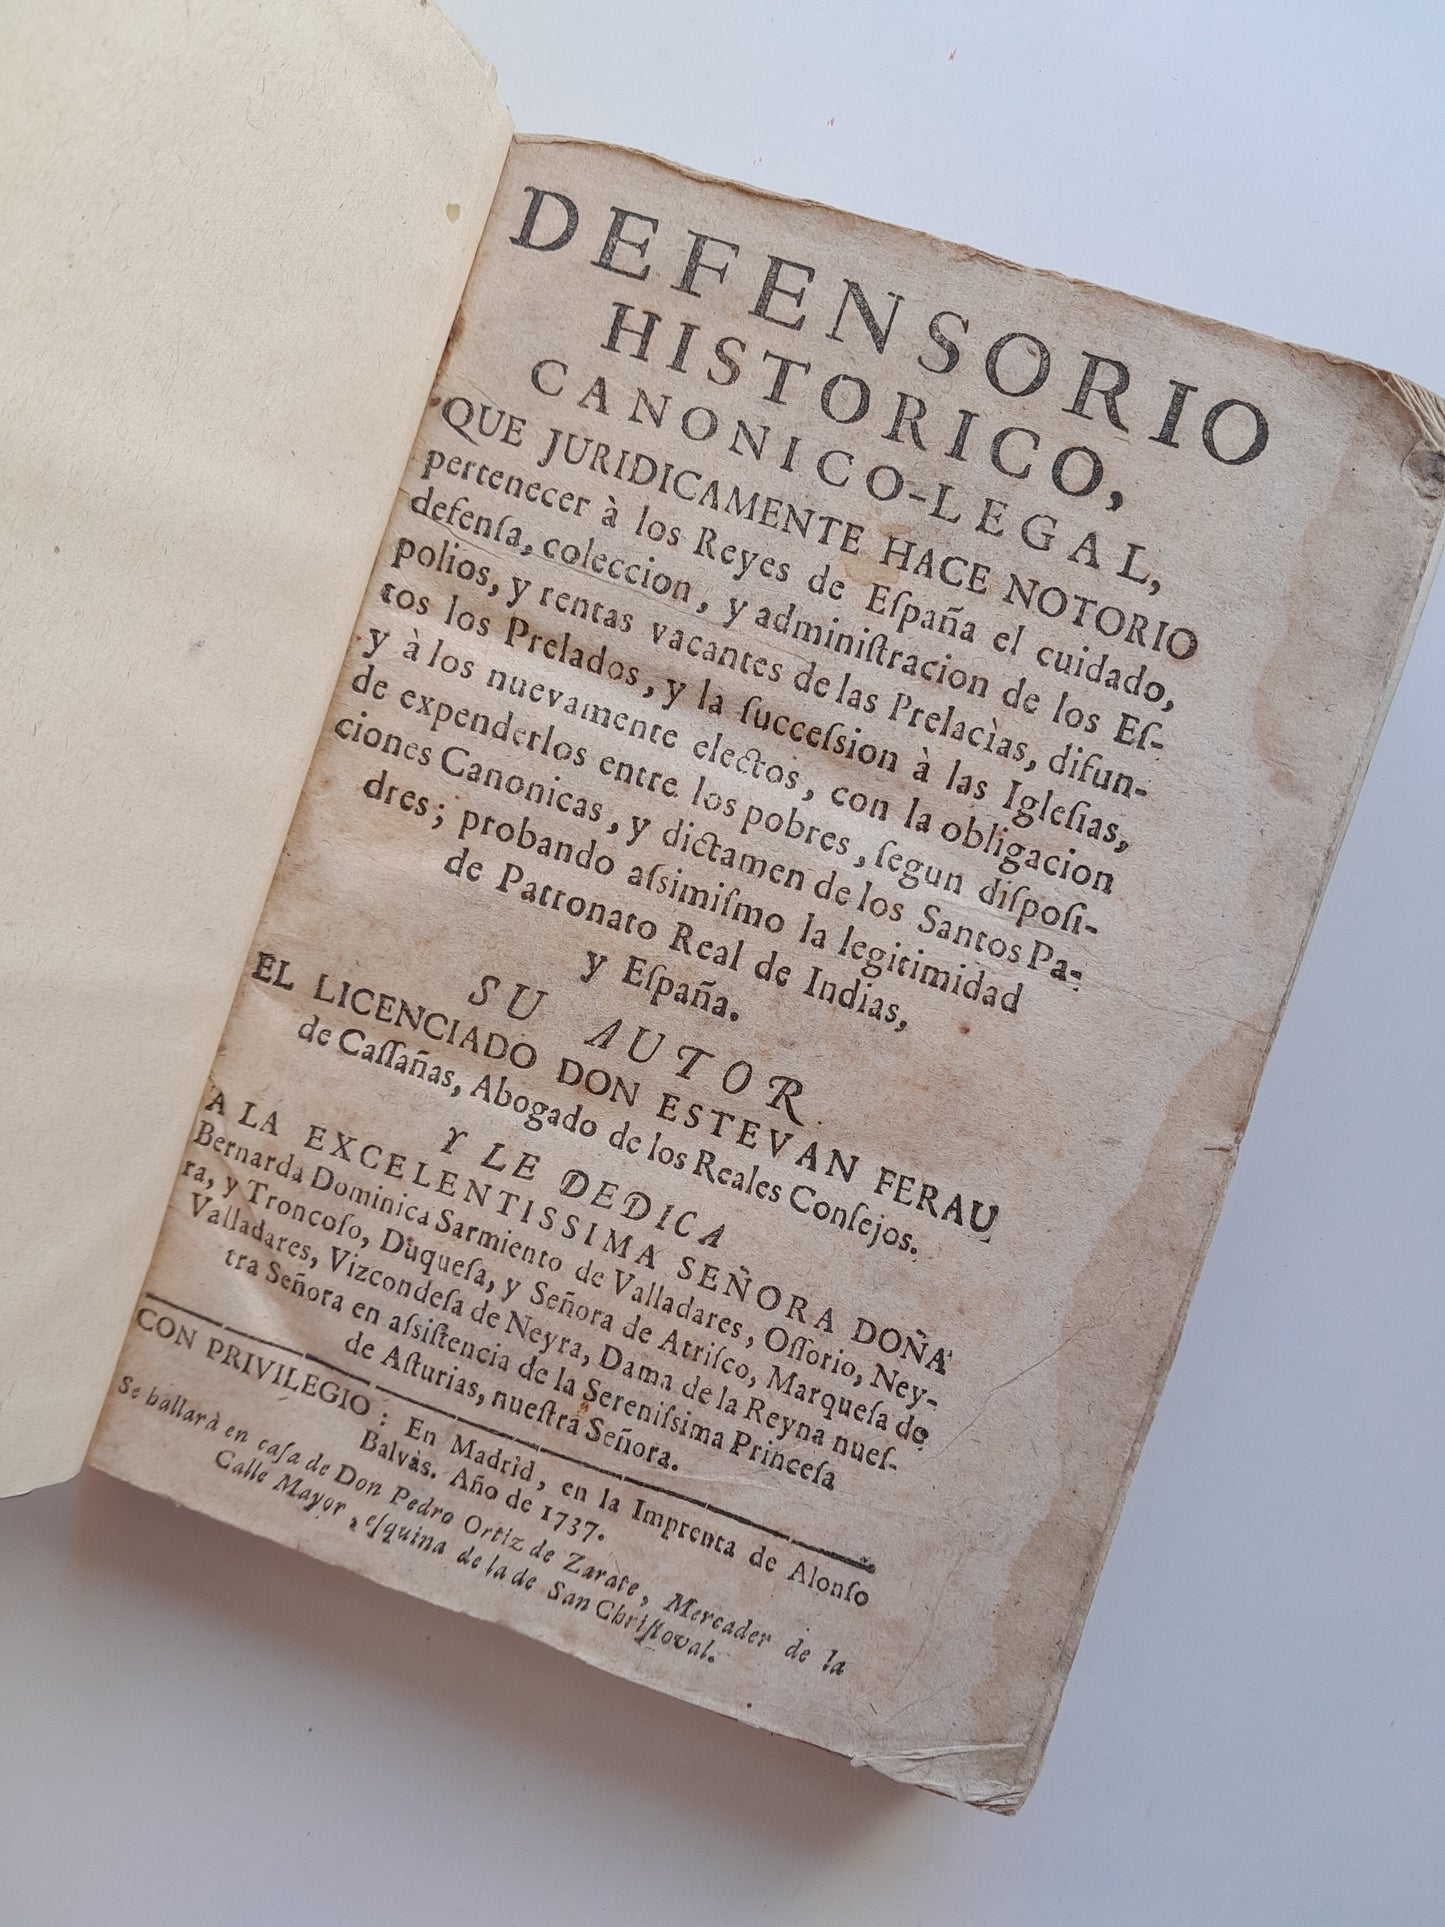 DEFENSORIO
HISTORICO,
CANONICO-LEGAL,
QUE JURIDICAMENTE HACE NOTORIO
pertenecer à los Reyes de Eſpaña el cuidado,
defenſa, coleccion, y adminiſtracion de los Eſ-
polios, y rentas vacantes de las Prelacìas, difun-
tos los Prelados, y la ſucceſsion à las Igleſias,
y à los nuevamente electos, con la obligacion
de expenderlos entre los pobres, ſegun diſpoſi-
ciones Canonicas, y dictamen de los Santos Pa-
dres; probando aſsimiſmo la legitimidad
de Patronato Real de Indias,
y Eſpaña.
SU AUTOR
EL LICENCIADO DON ESTEVAN FERAU
de Caſſañas, Abogado de los Reales Conſejos.
Y LE DEDICA
A LA EXCELENTISSIMA SEÑORA DOÑA
Bernarda Dominica Sarmiento de Valladares, Oſſorio, Ney-
ra, y Troncoſo, Duqueſa, y Señora de Atriſco, Marqueſa de
Valladares, Vizcondeſa de Neyra, Dama de la Reyna nueſ-
tra Señora en aſsiſtencia de la Sereniſsima Princeſa
de Aſturias, nueſtra Señora.
CON PRIVILEGIO: En Madrid, en la Imprenta de Alonſo
Balvàs. Año de 1737.
Se hallarà en caſa de Don Pedro Ortiz de Zarate, Mercader de la
Calle Mayor, eſquina de la de San Chriſtoval.